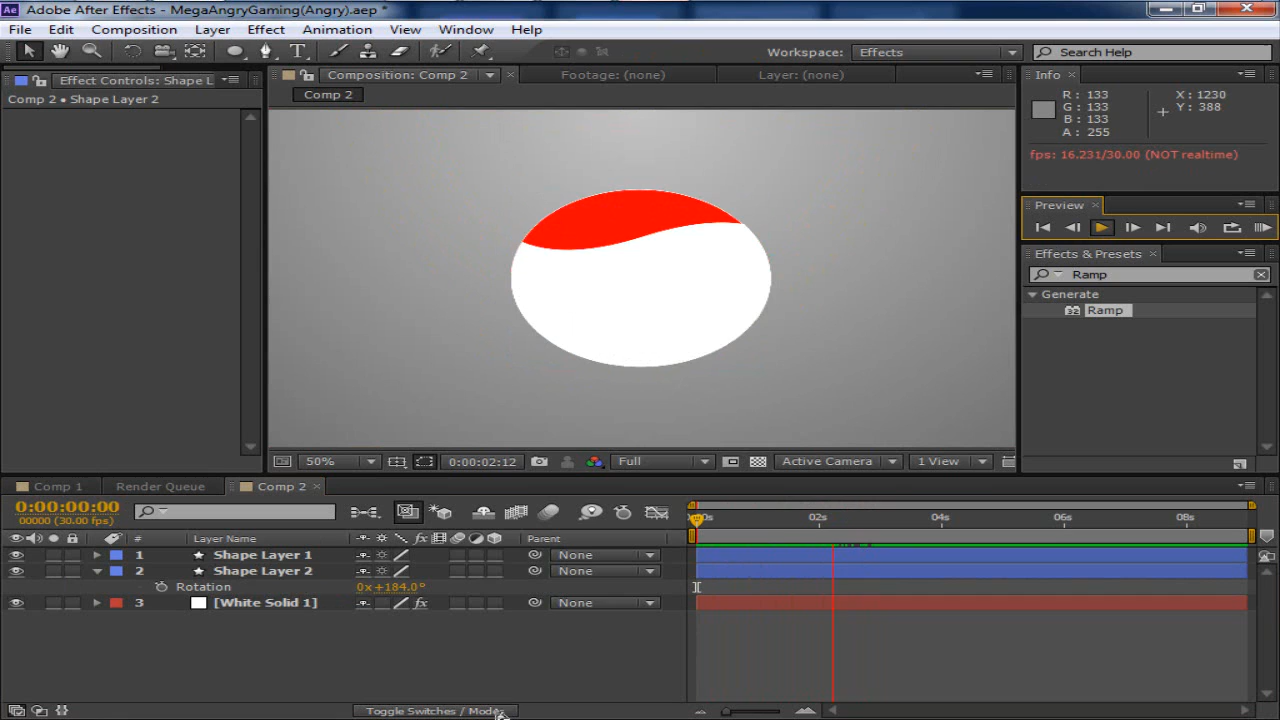 Ae Adobe After Effects - MegaAngryGaming(Angry).aep *
File Edit Composition Layer Effect Animation View Window Help
T Workspace: Effects Search Help
Effect Controls: Shape L Composition: Comp 2 Footage: (none) Layer: (none) Info
Comp 2 • Shape Layer 2 Comp 2
R : 133 X : 1230
G : 133 Y : 388
B : 133
A : 255
fps: 16.231/30.00 (NOT realtime)
Preview
Effects & Presets
Ramp
Generate
32 Ramp
50% 0:00:02:12 Full Active Camera 1 View
Comp 1 Render Queue Comp 2
0:00:00:00
00000 (30.00 fps) 02s 04s 06s 08s
# Layer Name fx Parent
1 Shape Layer 1 None
2 Shape Layer 2 None
Rotation 0x+184.0°
3 [White Solid 1] fx None
Toggle Switches / Modes